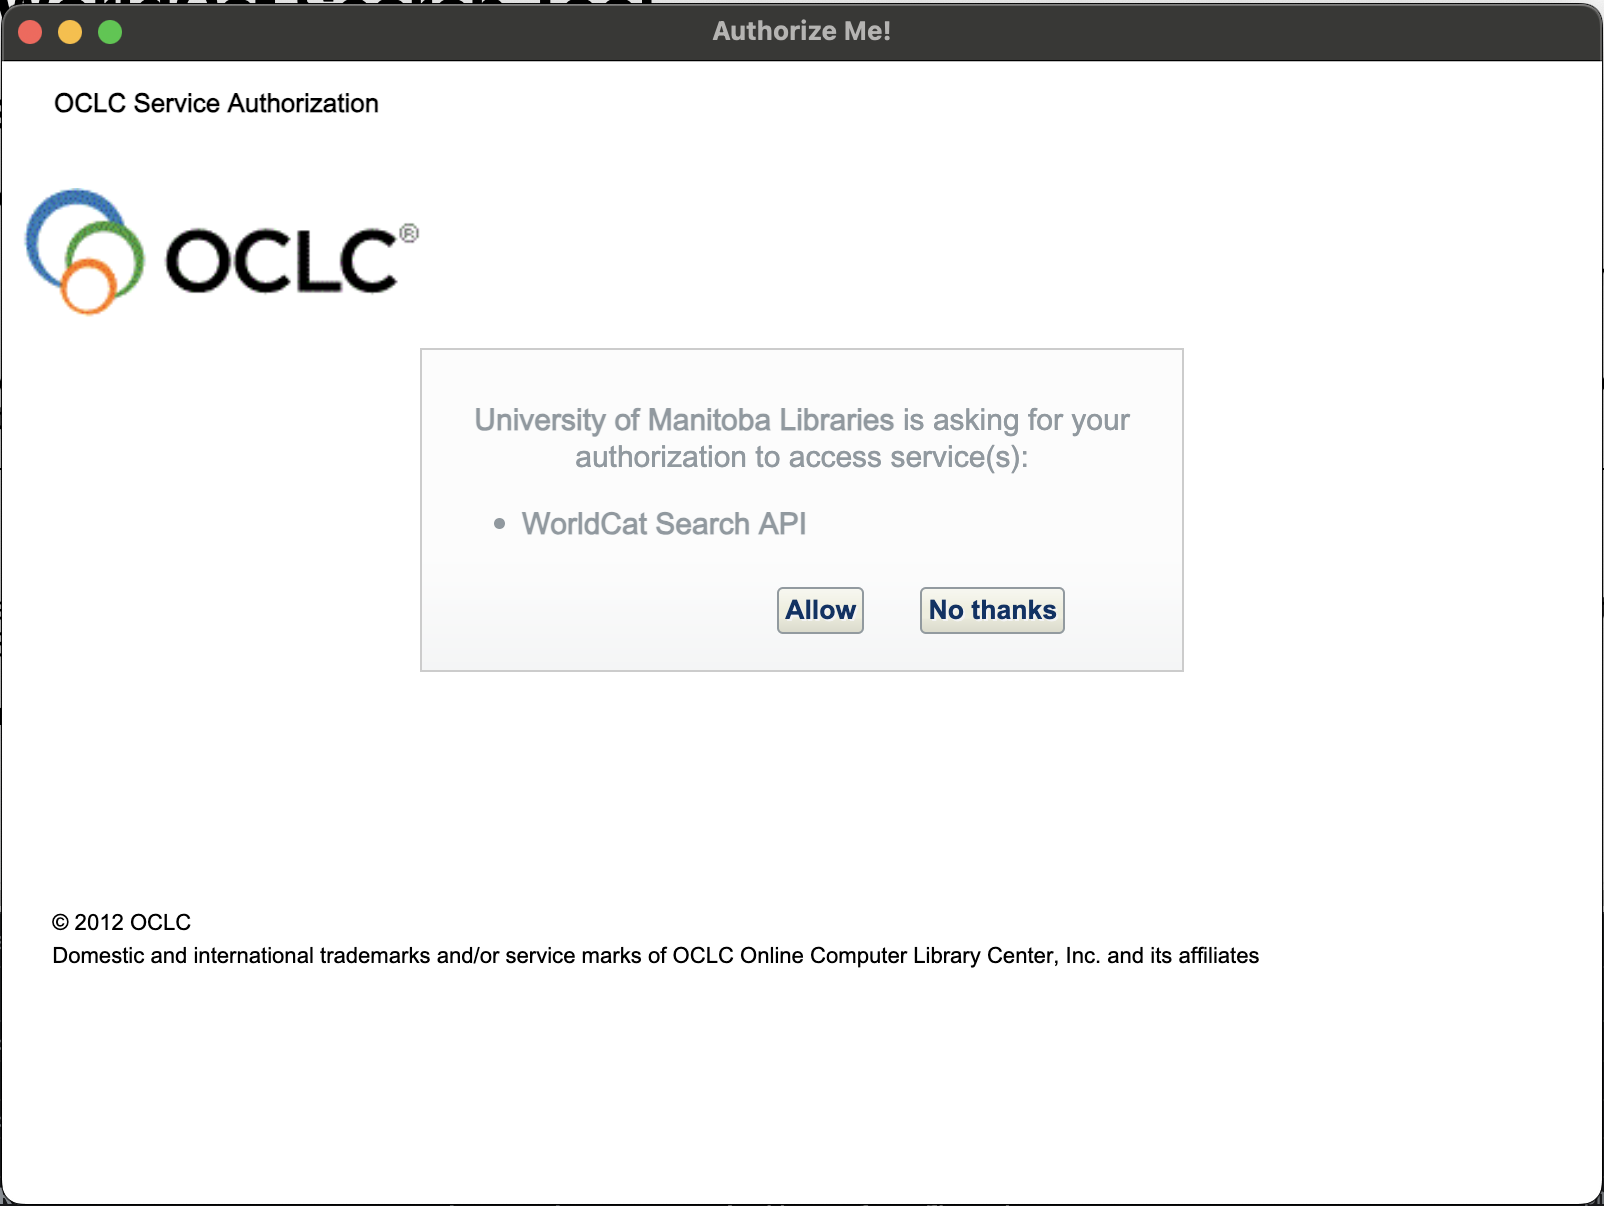 Authorize Me!
OCLC Service Authorization
OCLC®
University of Manitoba Libraries is asking for your
authorization to access service(s):
• WorldCat Search API
Allow
No thanks
© 2012 OCLC
Domestic and international trademarks and/or service marks of OCLC Online Computer Library Center, Inc. and its affiliates